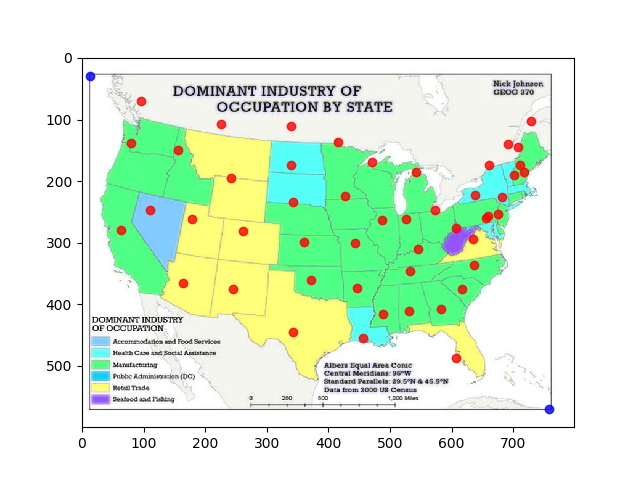 DOMINANT INDUSTRY OF
OCCUPATION BY STATE
Nick Johnson
GEOG 370
DOMINANT INDUSTRY
OF OCCUPATION
Accommodation and Food Services
Health Care and Social Assistance
Manufacturing
Public Administration (DC)
Retail Trade
Seafood and Fishing
Albers Equal Area Conic
Central Meridians: 96°W
Standard Parallels: 29.5°N & 45.5°N
Data from 2000 US Census
0 250 500 1,000 Miles
0
100
200
300
400
500
0 100 200 300 400 500 600 700